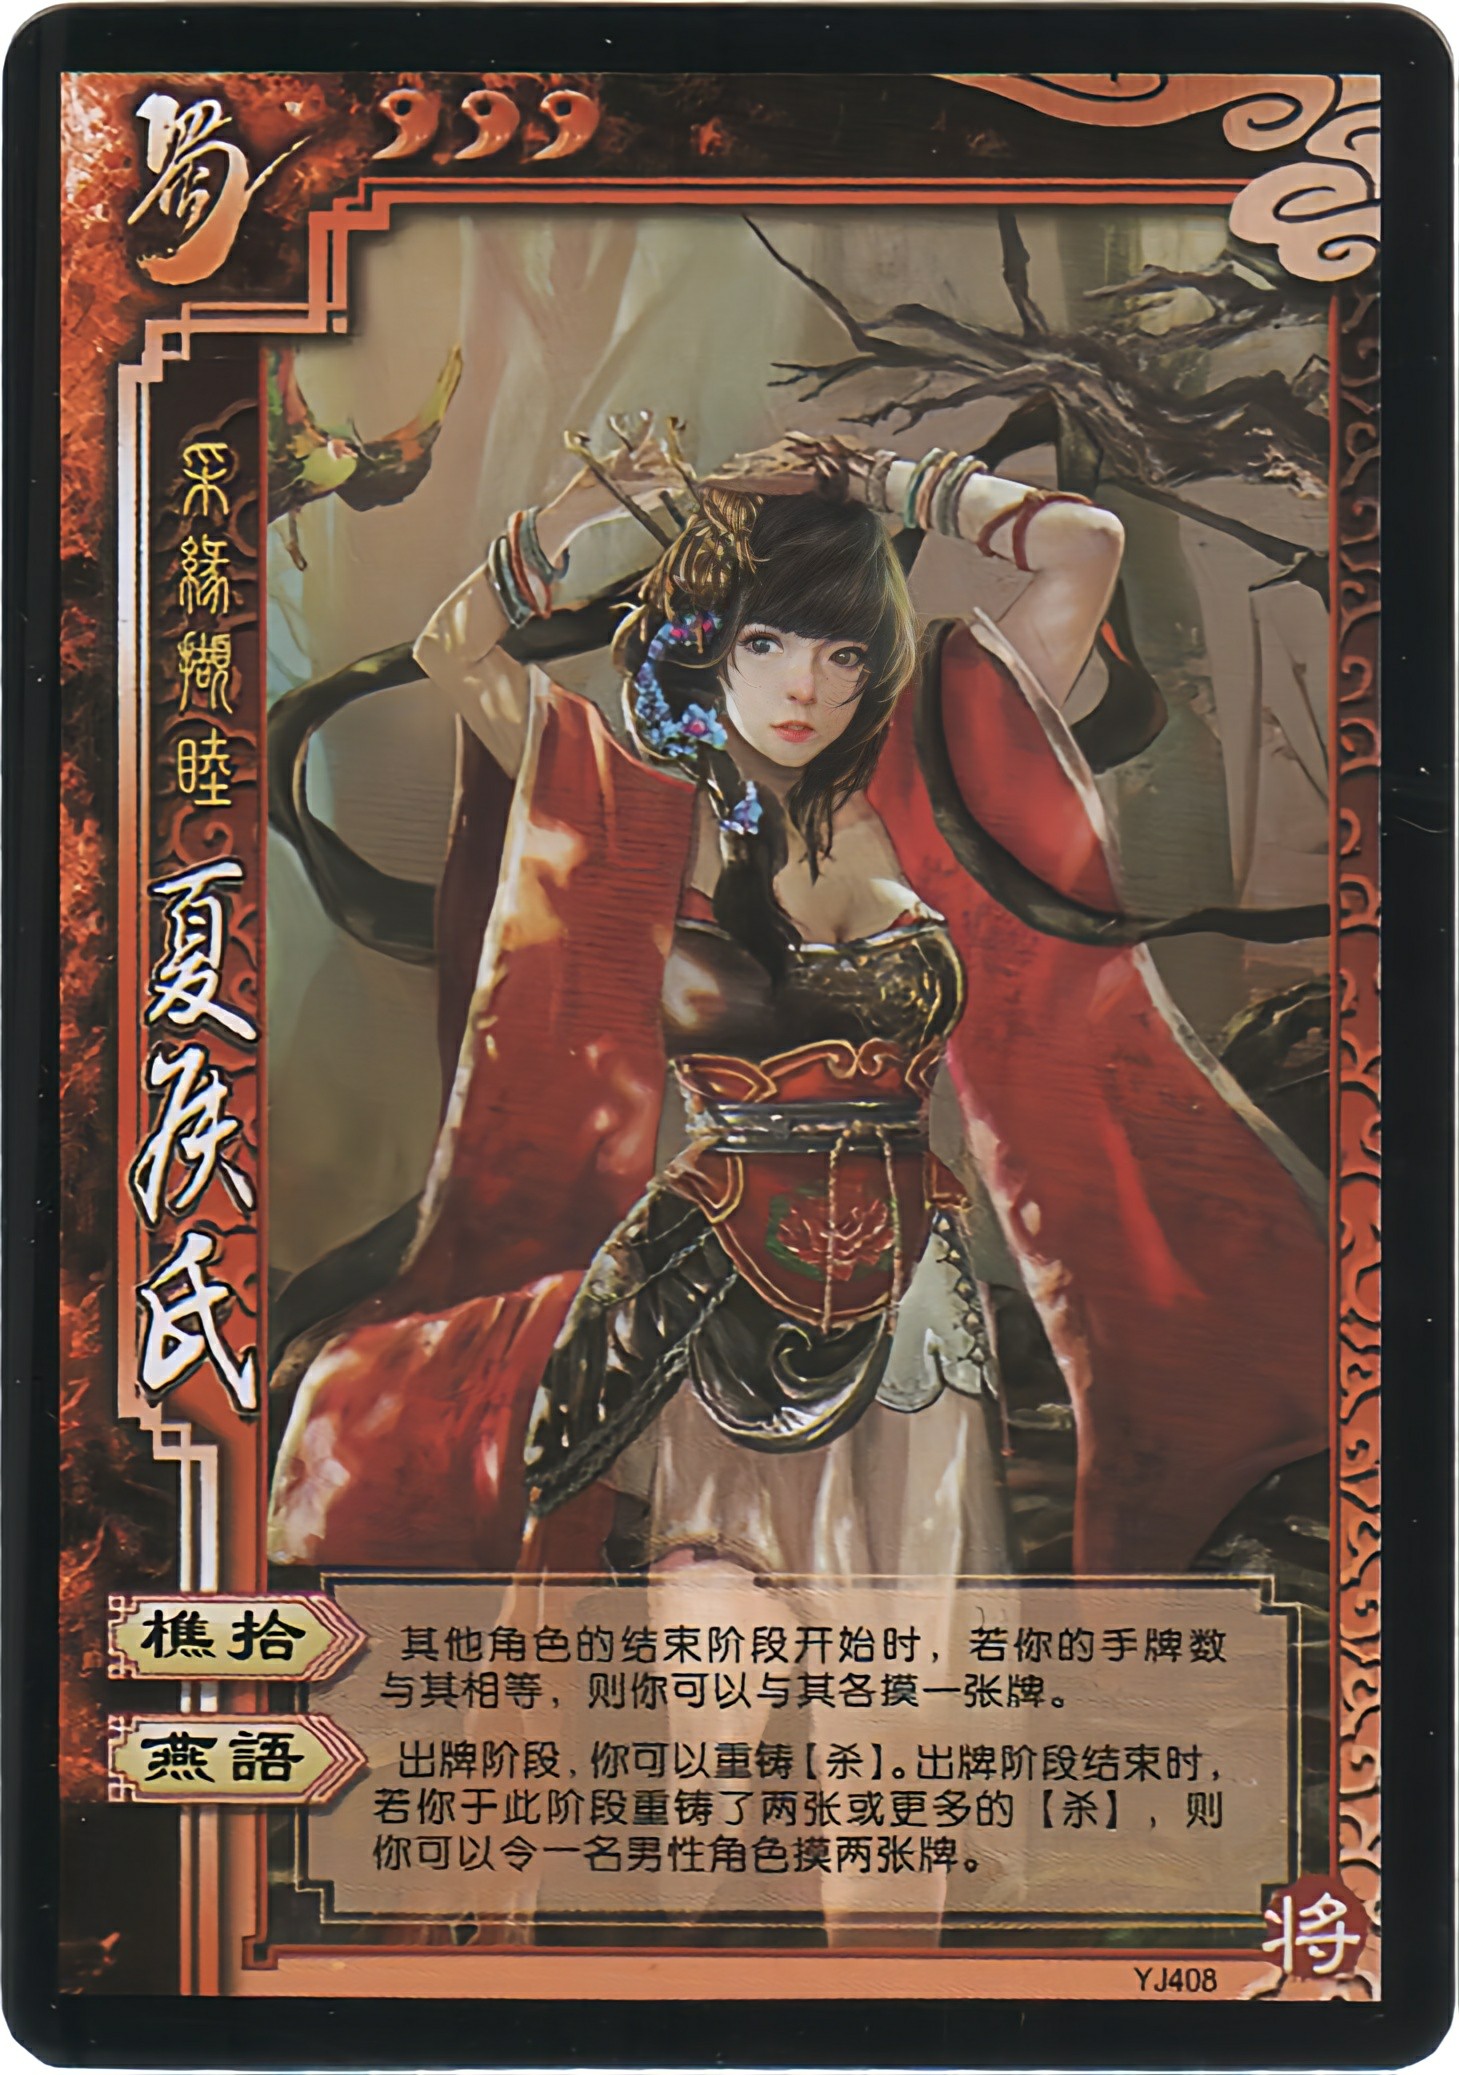 蜀
采緣擷睦
夏侯氏
樵拾
其他角色的结束阶段开始时，若你的手牌数
与其相等，则你可以与其各摸一张牌。
燕語
出牌阶段，你可以重铸【杀】。出牌阶段结束时，
若你于此阶段重铸了两张或更多的【杀】，则
你可以令一名男性角色摸两张牌。
将
YJ408